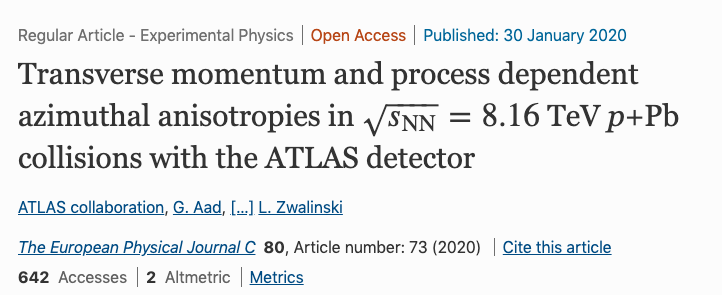 Regular Article - Experimental Physics | Open Access | Published: 30 January 2020
Transverse momentum and process dependent
azimuthal anisotropies in √sNN = 8.16 TeV p+Pb
collisions with the ATLAS detector
ATLAS collaboration, G. Aad, [...] L. Zwalinski
The European Physical Journal C 80, Article number: 73 (2020) | Cite this article
642 Accesses | 2 Altmetric | Metrics